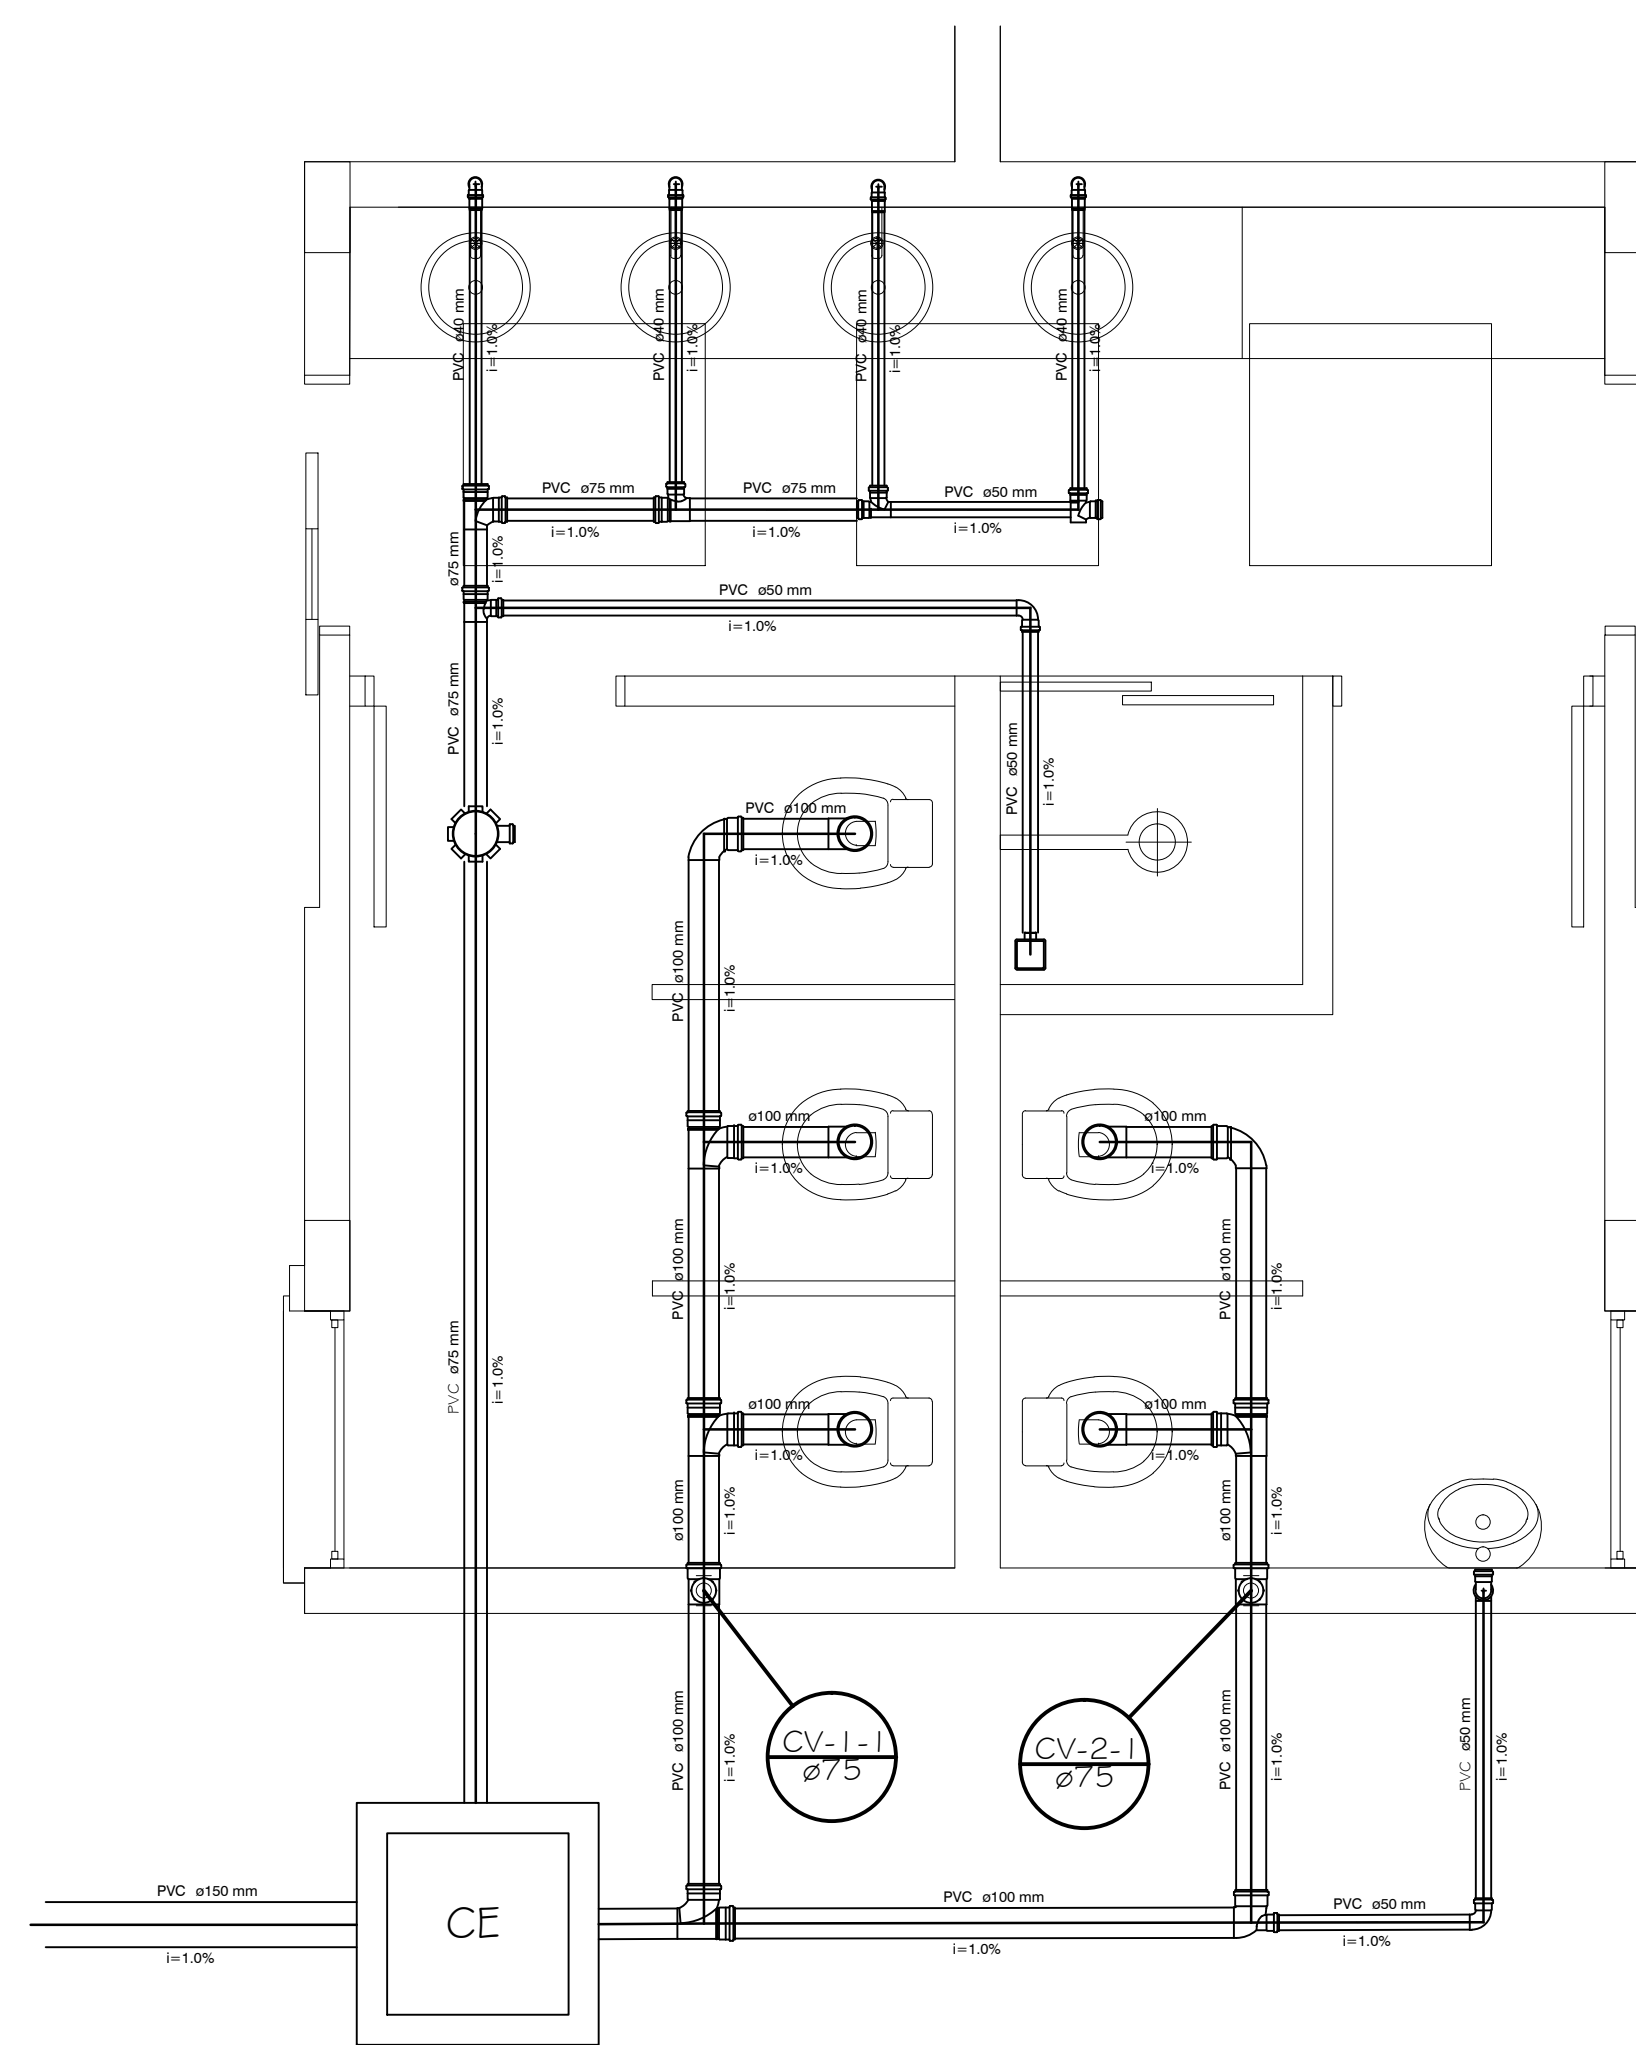 PVC ø40 mm
i=1.0%
PVC ø40 mm
i=1.0%
PVC ø40 mm
i=1.0%
PVC ø40 mm
i=1.0%
PVC ø75 mm
i=1.0%
PVC ø75 mm
i=1.0%
PVC ø50 mm
i=1.0%
ø75 mm
i=1.0%
PVC ø50 mm
i=1.0%
PVC ø75 mm
i=1.0%
PVC ø50 mm
i=1.0%
PVC ø100 mm
i=1.0%
PVC ø100 mm
i=1.0%
ø100 mm
i=1.0%
ø100 mm
i=1.0%
PVC ø100 mm
i=1.0%
PVC ø100 mm
i=1.0%
PVC ø75 mm
i=1.0%
ø100 mm
i=1.0%
ø100 mm
i=1.0%
ø100 mm
i=1.0%
ø100 mm
i=1.0%
PVC ø100 mm
i=1.0%
CV-1-1
ø75
CV-2-1
ø75
PVC ø100 mm
i=1.0%
PVC ø50 mm
i=1.0%
PVC ø150 mm
i=1.0%
CE
PVC ø100 mm
i=1.0%
PVC ø50 mm
i=1.0%